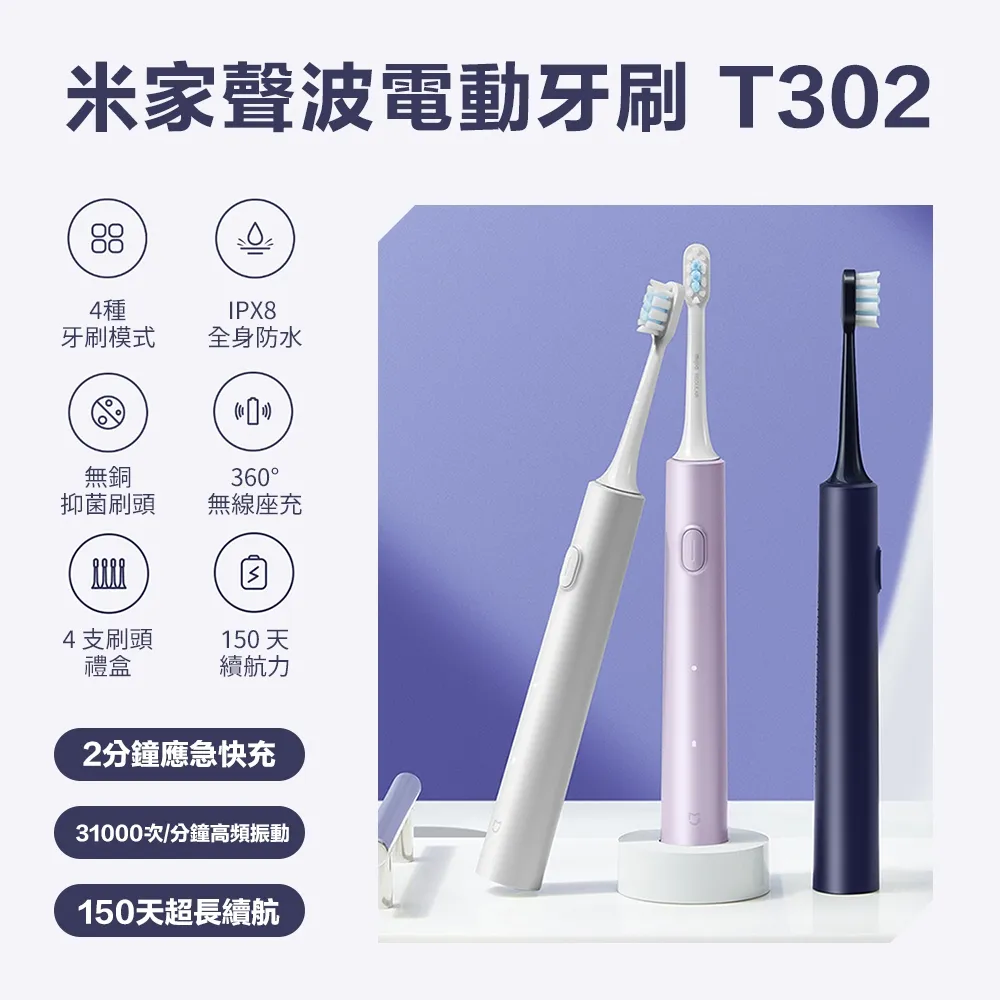 米家聲波電動牙刷 T302
4種
牙刷模式
IPX8
全身防水
無銅
抑菌刷頭
360°
無線座充
4 支刷頭
禮盒
150 天
續航力
2分鐘應急快充
31000次/分鐘高頻振動
150天超長續航